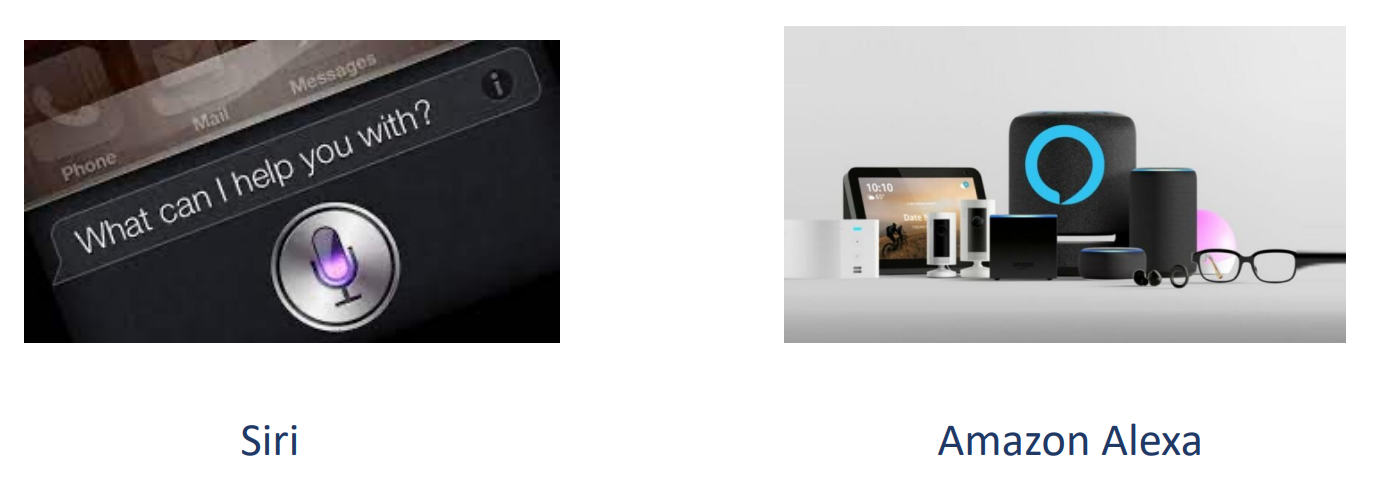 Phone
Mail
Messages
What can I help you with?
i
10:10
Siri
Amazon Alexa